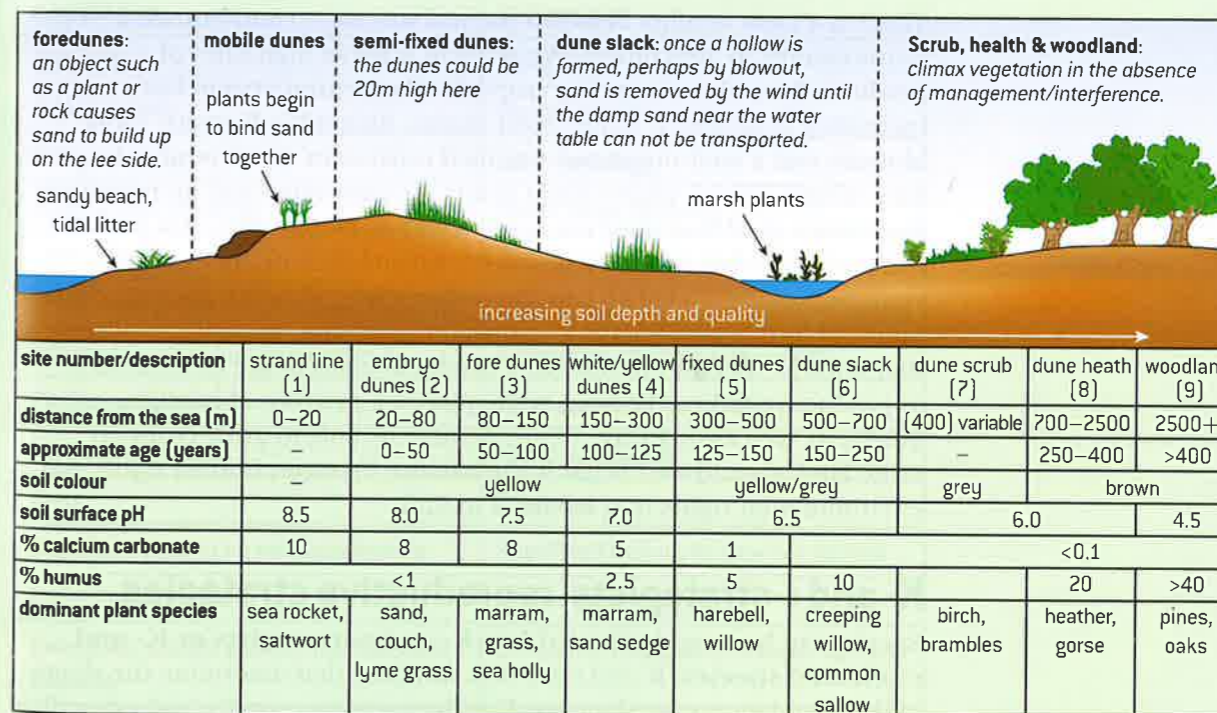 foredunes:
an object such
as a plant or
rock causes
sand to build up
on the lee side.
sandy beach,
tidal litter
mobile dunes
plants begin
to bind sand
together
semi-fixed dunes:
the dunes could be
20m high here
dune slack: once a hollow is
formed, perhaps by blowout,
sand is removed by the wind until
the damp sand near the water
table can not be transported.
marsh plants
Scrub, health & woodland:
climax vegetation in the absence
of management/interference.
increasing soil depth and quality
site number/description
strand line
(1)
embryo
dunes (2)
fore dunes
(3)
white/yellow
dunes (4)
fixed dunes
(5)
dune slack
(6)
dune scrub
(7)
dune heath
(8)
woodlan
(9)
distance from the sea (m) 0–20 20–80 80–150 150–300 300–500 500–700 (400) variable 700–2500 2500+
approximate age (years) – 0–50 50–100 100–125 125–150 150–250 – 250–400 >400
soil colour – yellow yellow/grey grey brown
soil surface pH 8.5 8.0 7.5 7.0 6.5 6.0 4.5
% calcium carbonate 10 8 8 5 1 <0.1
% humus <1 2.5 5 10 20 >40
dominant plant species
sea rocket,
saltwort
sand,
couch,
lyme grass
marram,
grass,
sea holly
marram,
sand sedge
harebell,
willow
creeping
willow,
common
sallow
birch,
brambles
heather,
gorse
pines,
oaks